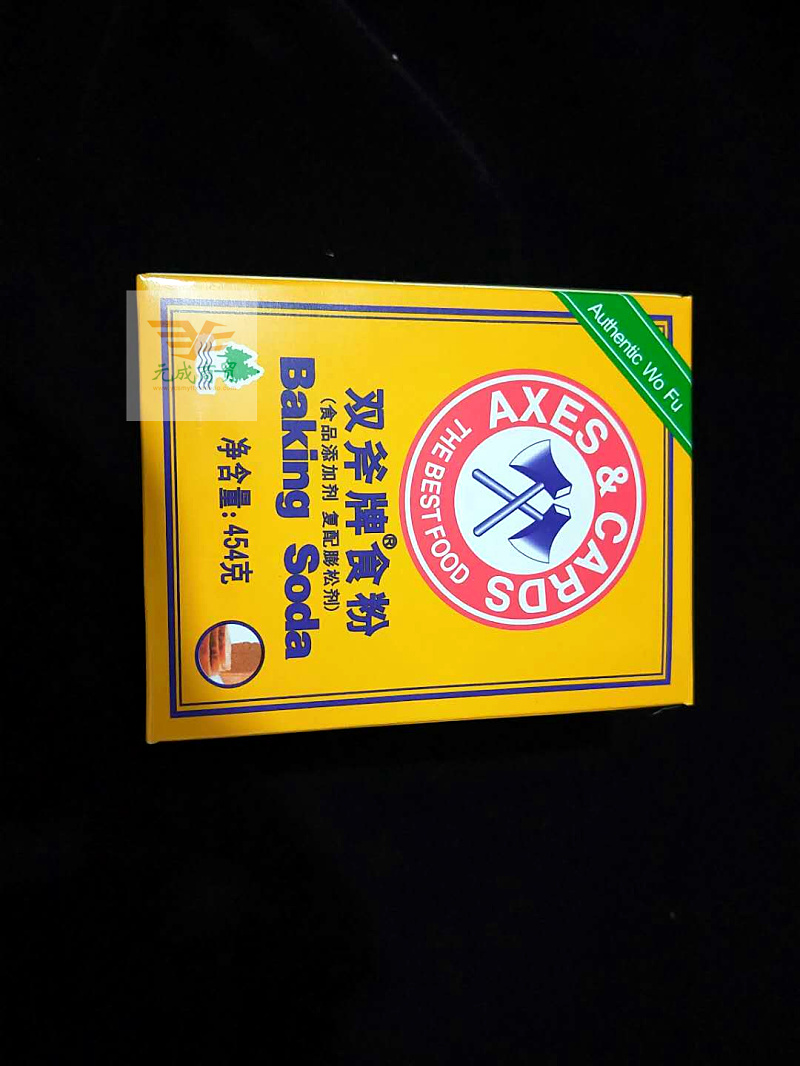 Authentic Wo Fu
AXES & CARDS
THE BEST FOOD
双斧牌®食粉
(食品添加剂 复配膨松剂)
Baking Soda
净含量:454克